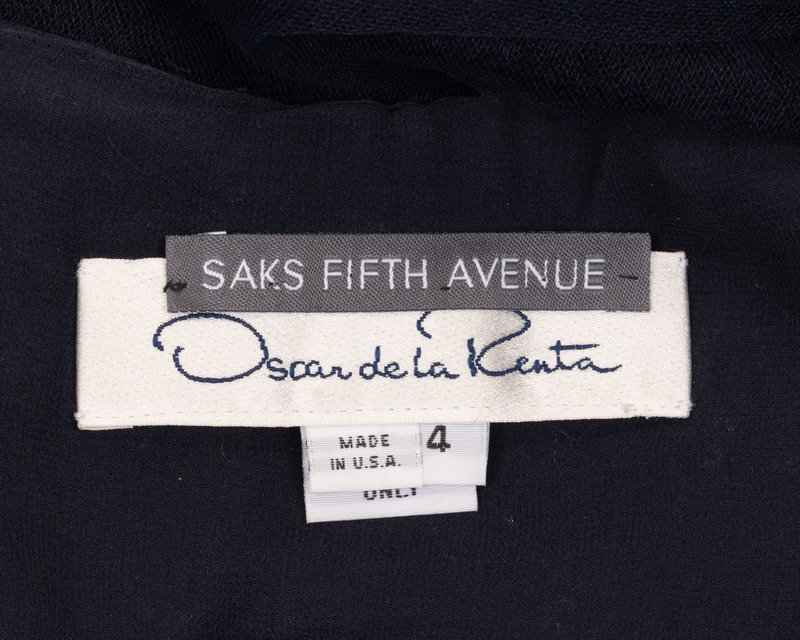 SAKS FIFTH AVENUE
Oscar de la Renta
MADE 4
IN U.S.A.
ONLY